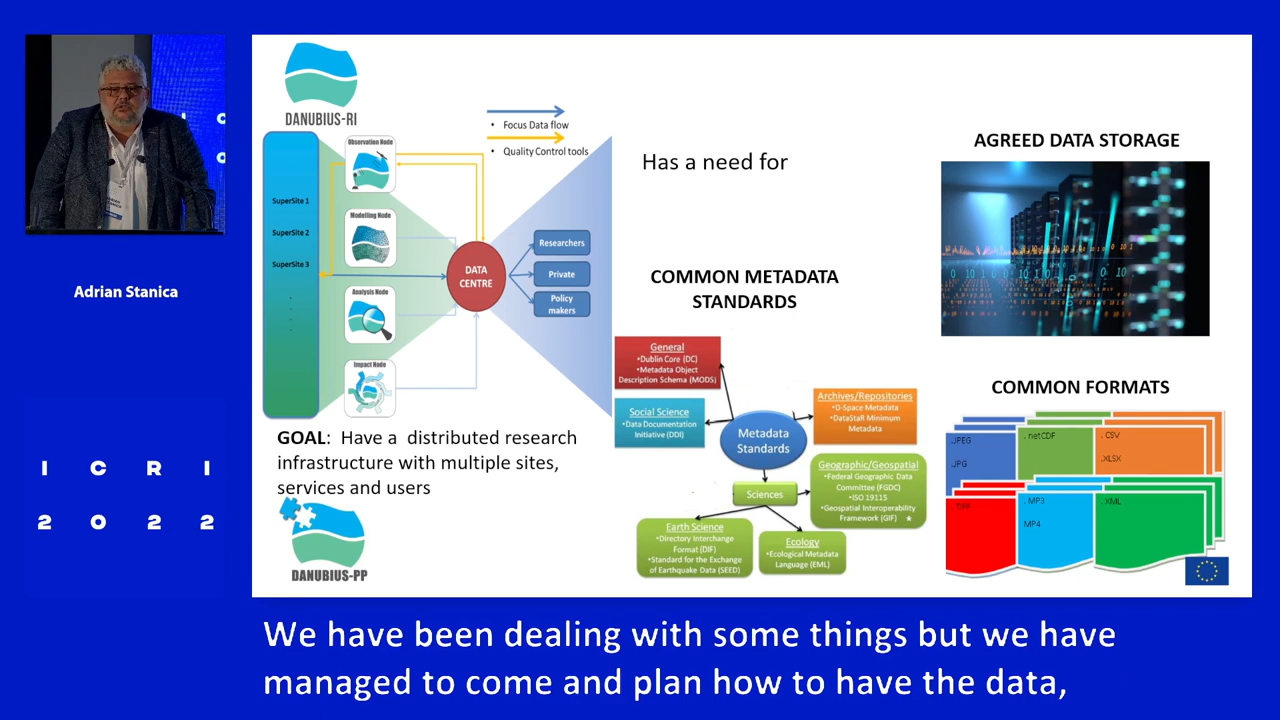 Adrian Stanica
I C R I
2 0 2 2
DANUBIUS-RI
Focus Data flow
Quality Control tools
SuperSite 1
SuperSite 2
SuperSite 3
Observation Node
Modelling Node
Analysis Node
Impact Node
DATA
CENTRE
Researchers
Private
Policy
makers
GOAL: Have a distributed research
infrastructure with multiple sites,
services and users
DANUBIUS-PP
Has a need for
COMMON METADATA
STANDARDS
General
•Dublin Core (DC)
•Metadata Object
Description Schema (MODS)
Social Science
•Data Documentation
Initiative (DDI)
Metadata
Standards
Archives/Repositories
•D-Space Metadata
•DataStaR Minimum
Metadata
Sciences
Geographic/Geospatial
•Federal Geographic Data
Committee (FGDC)
•ISO 19115
•Geospatial Interoperability
Framework (GIF)
Earth Science
•Directory Interchange
Format (DIF)
•Standard for the Exchange
of Earthquake Data (SEED)
Ecology
•Ecological Metadata
Language (EML)
AGREED DATA STORAGE
COMMON FORMATS
.JPEG
.JPG
. netCDF
. CSV
.XLSX
. MP3
MP4
. XML
We have been dealing with some things but we have
managed to come and plan how to have the data,